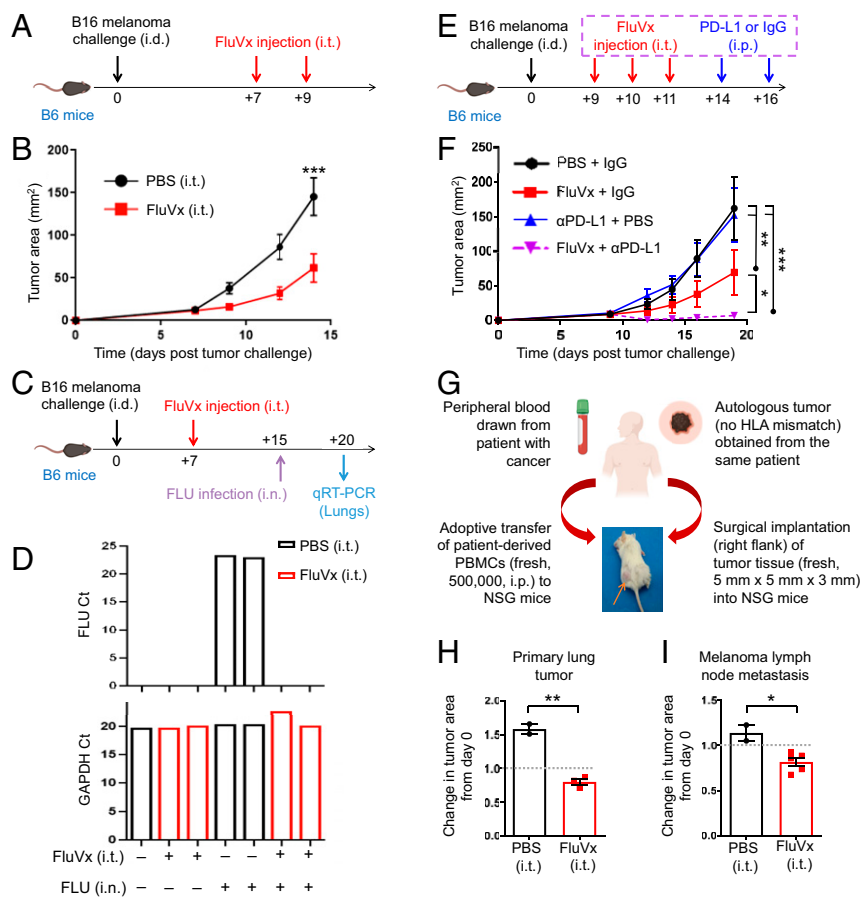 A
B16 melanoma
challenge (i.d.)
FluVx injection (i.t.)
0
+7
+9
B6 mice
B
Tumor area (mm²)
200
150
100
50
0
PBS (i.t.)
FluVx (i.t.)
***
0
5
10
15
Time (days post tumor challenge)
C
B16 melanoma
challenge (i.d.)
FluVx injection (i.t.)
+15
+20
0
+7
B6 mice
FLU infection (i.n.)
qRT-PCR
(Lungs)
D
PBS (i.t.)
FluVx (i.t.)
FLU Ct
25
20
15
10
5
0
GAPDH Ct
20
15
10
5
0
FluVx (i.t.) – + + – – + +
FLU (i.n.) – – – + + + +
E
B16 melanoma
challenge (i.d.)
FluVx
injection (i.t.)
PD-L1 or IgG
(i.p.)
0
+9
+10
+11
+14
+16
B6 mice
F
Tumor area (mm²)
250
200
150
100
50
0
PBS + IgG
FluVx + IgG
αPD-L1 + PBS
FluVx + αPD-L1
**
***
*
0
5
10
15
20
Time (days post tumor challenge)
G
Peripheral blood
drawn from
patient with
cancer
Autologous tumor
(no HLA mismatch)
obtained from the
same patient
Adoptive transfer
of patient-derived
PBMCs (fresh,
500,000, i.p.) to
NSG mice
Surgical implantation
(right flank) of
tumor tissue (fresh,
5 mm x 5 mm x 3 mm)
into NSG mice
H
Primary lung
tumor
Change in tumor area
from day 0
2.0
1.5
1.0
0.5
0.0
**
PBS
(i.t.)
FluVx
(i.t.)
I
Melanoma lymph
node metastasis
Change in tumor area
from day 0
1.5
1.0
0.5
0.0
*
PBS
(i.t.)
FluVx
(i.t.)